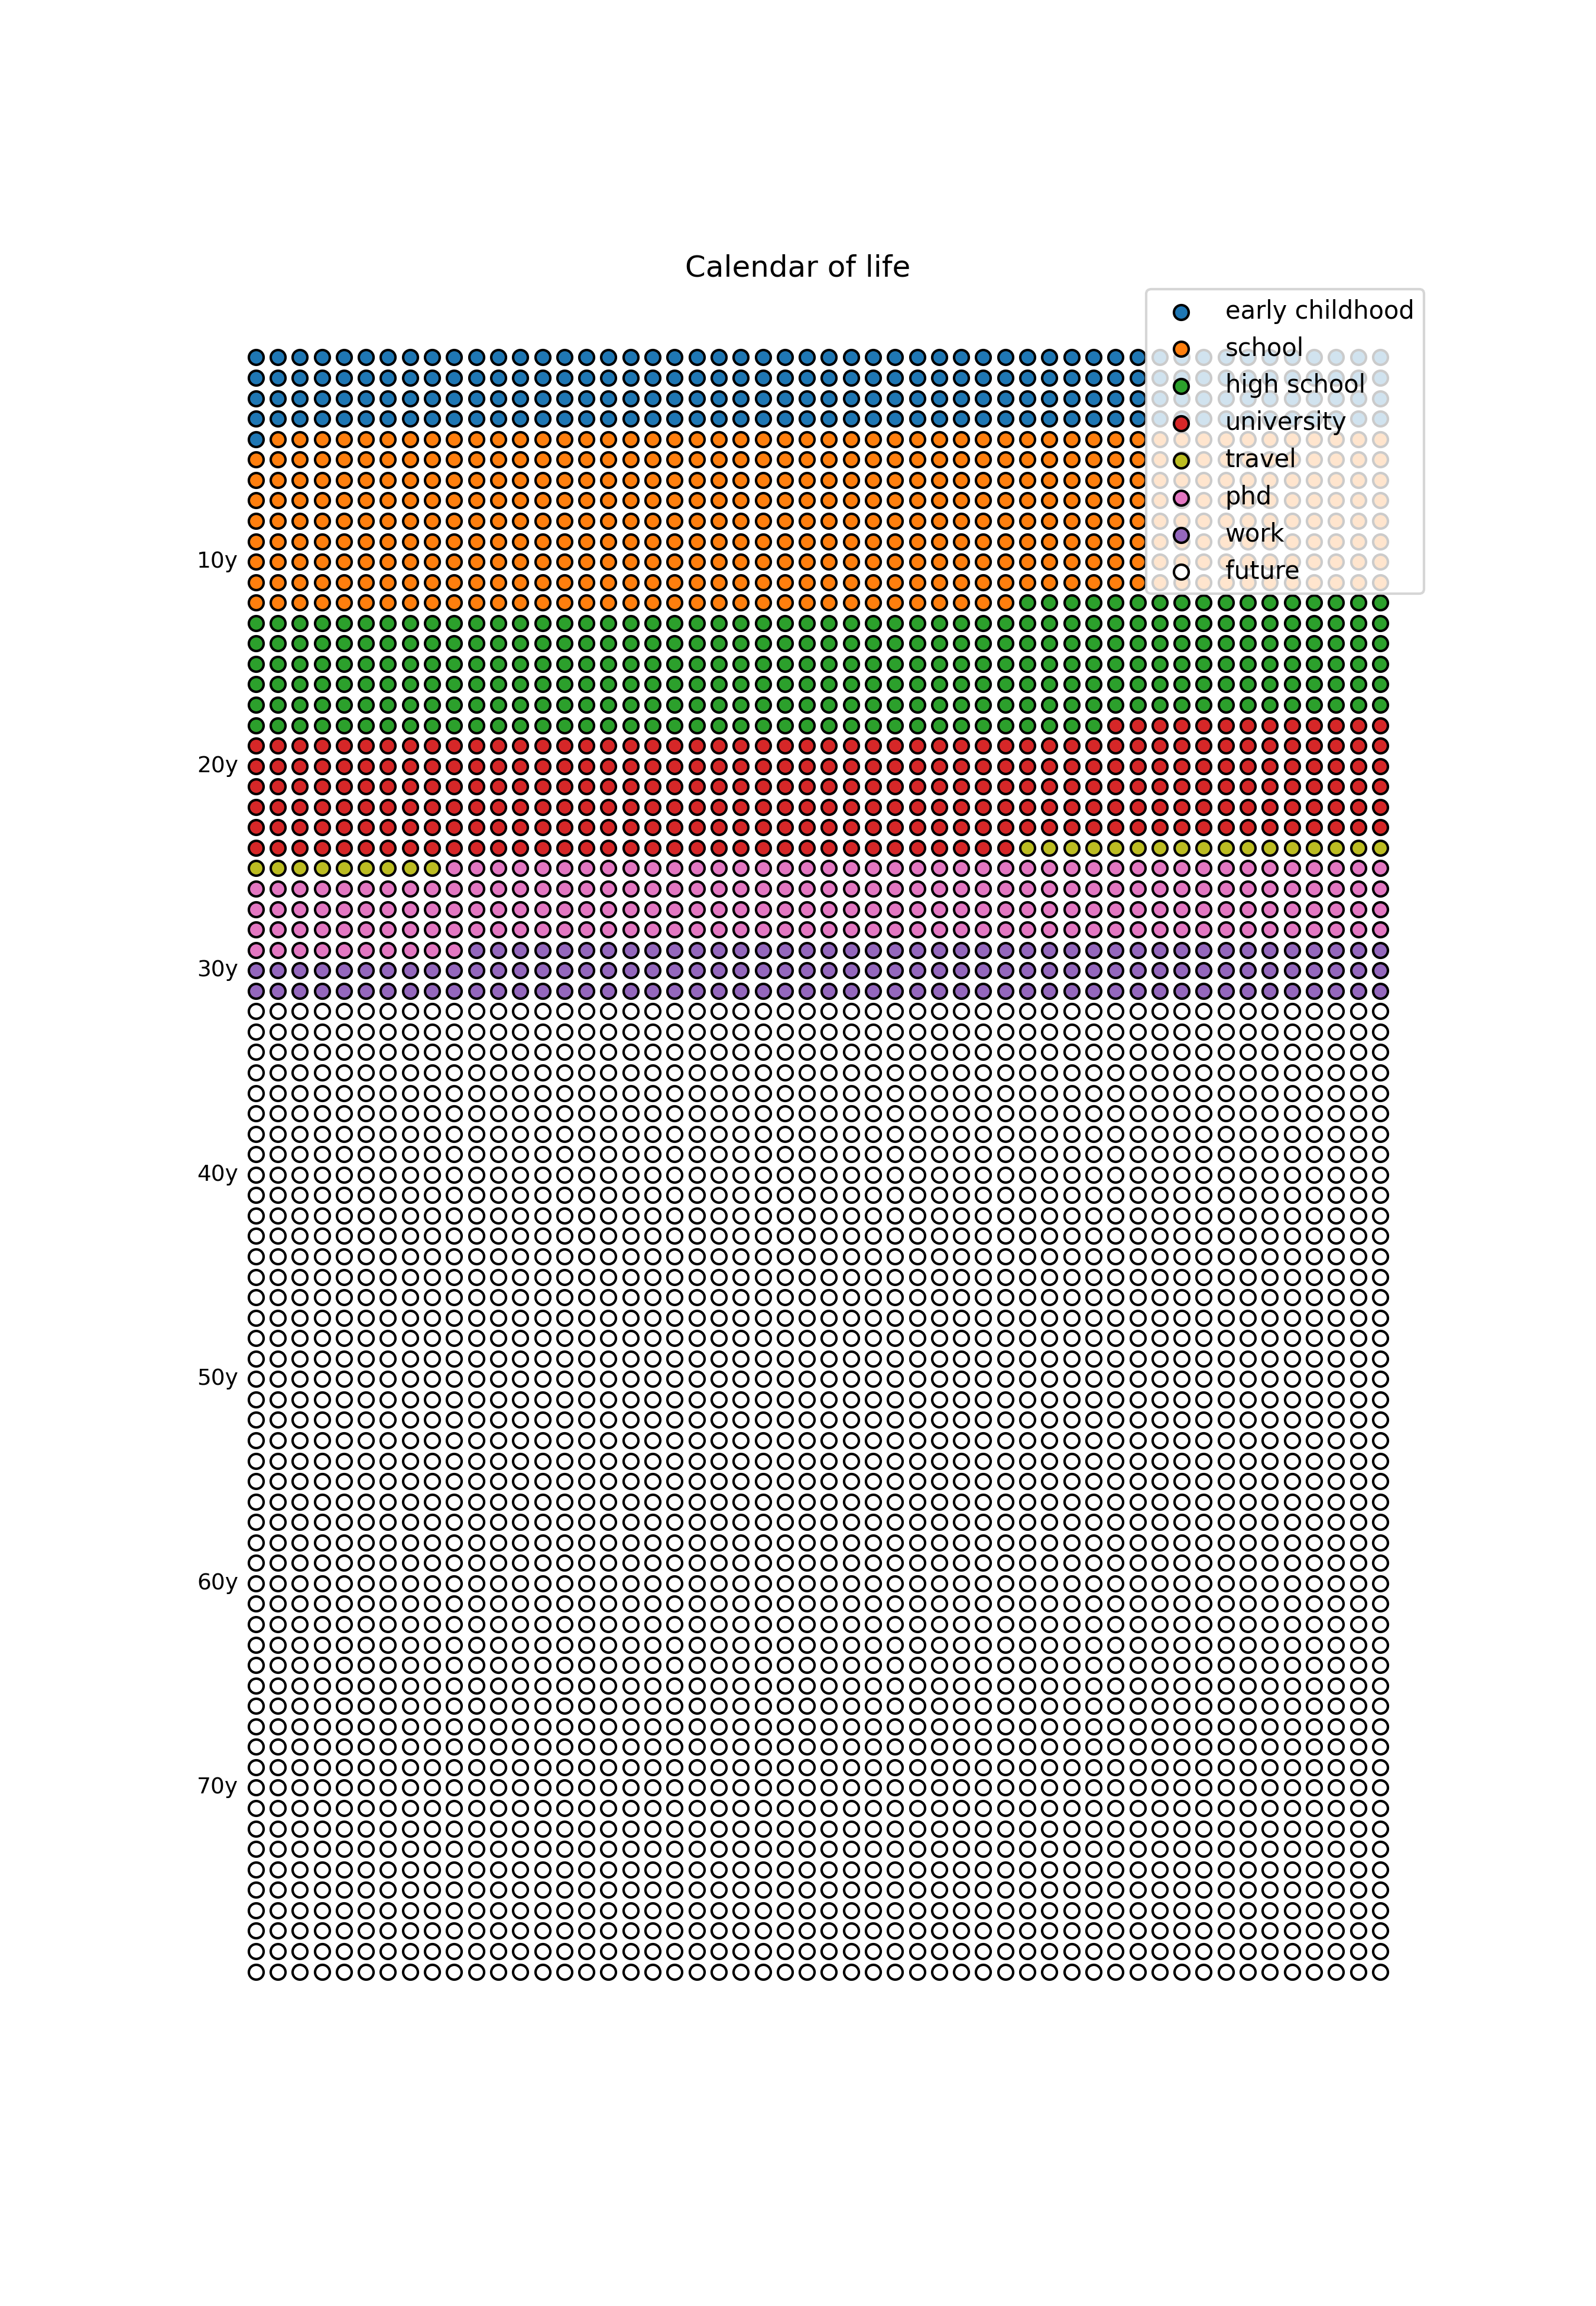 Calendar of life
early childhood
school
high school
university
travel
phd
work
future
10y
20y
30y
40y
50y
60y
70y